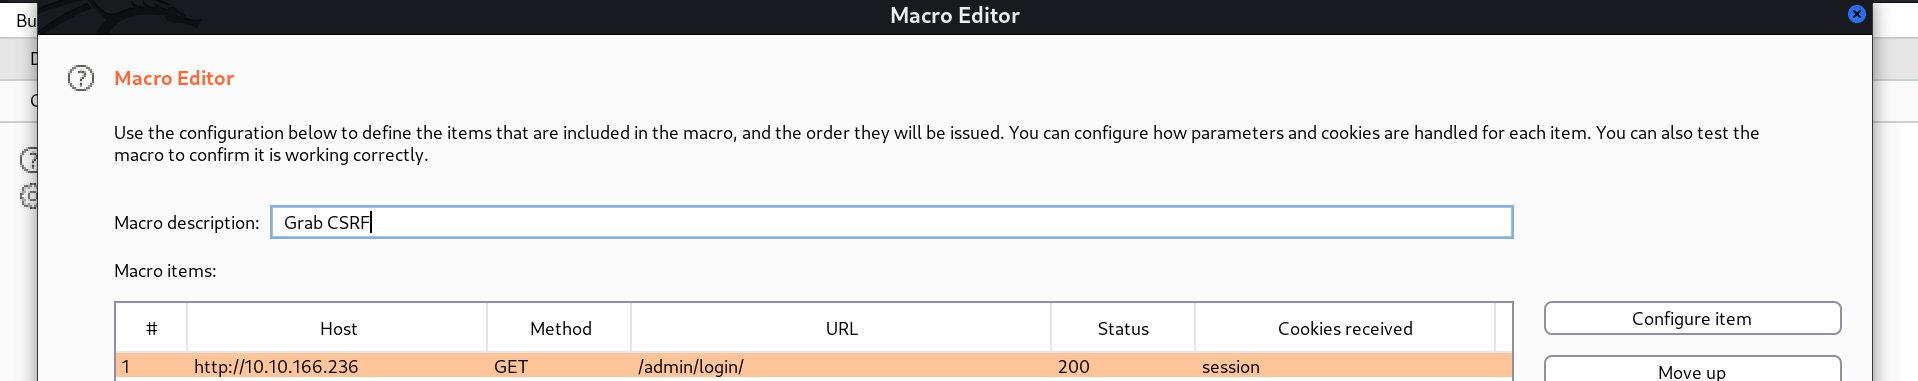 Macro Editor
Bu
Macro Editor
Use the configuration below to define the items that are included in the macro, and the order they will be issued. You can configure how parameters and cookies are handled for each item. You can also test the
macro to confirm it is working correctly.
Macro description: Grab CSRF
Macro items:
# Host Method URL Status Cookies received
Configure item
1 http://10.10.166.236 GET /admin/login/ 200 session
Move up